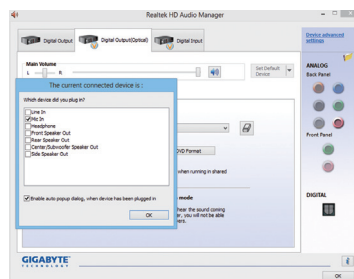 Realtek HD Audio Manager
Digital Output
Digital Output(Optical)
Digital Input
Device advanced
settings
Main Volume
L
R
Set Default
Device
ANALOG
Back Panel
The current connected device is :
Which device did you plug in?
Line In
Mic In
Headphone
Front Speaker Out
Rear Speaker Out
Center/Subwoofer Speaker Out
Side Speaker Out
DVD Format
when running in shared
Front Panel
Enable auto popup dialog, when device has been plugged in
OK
mode
hear the sound coming
er, you will not be able
DIGITAL
GIGABYTE
TECHNOLOGY
OK